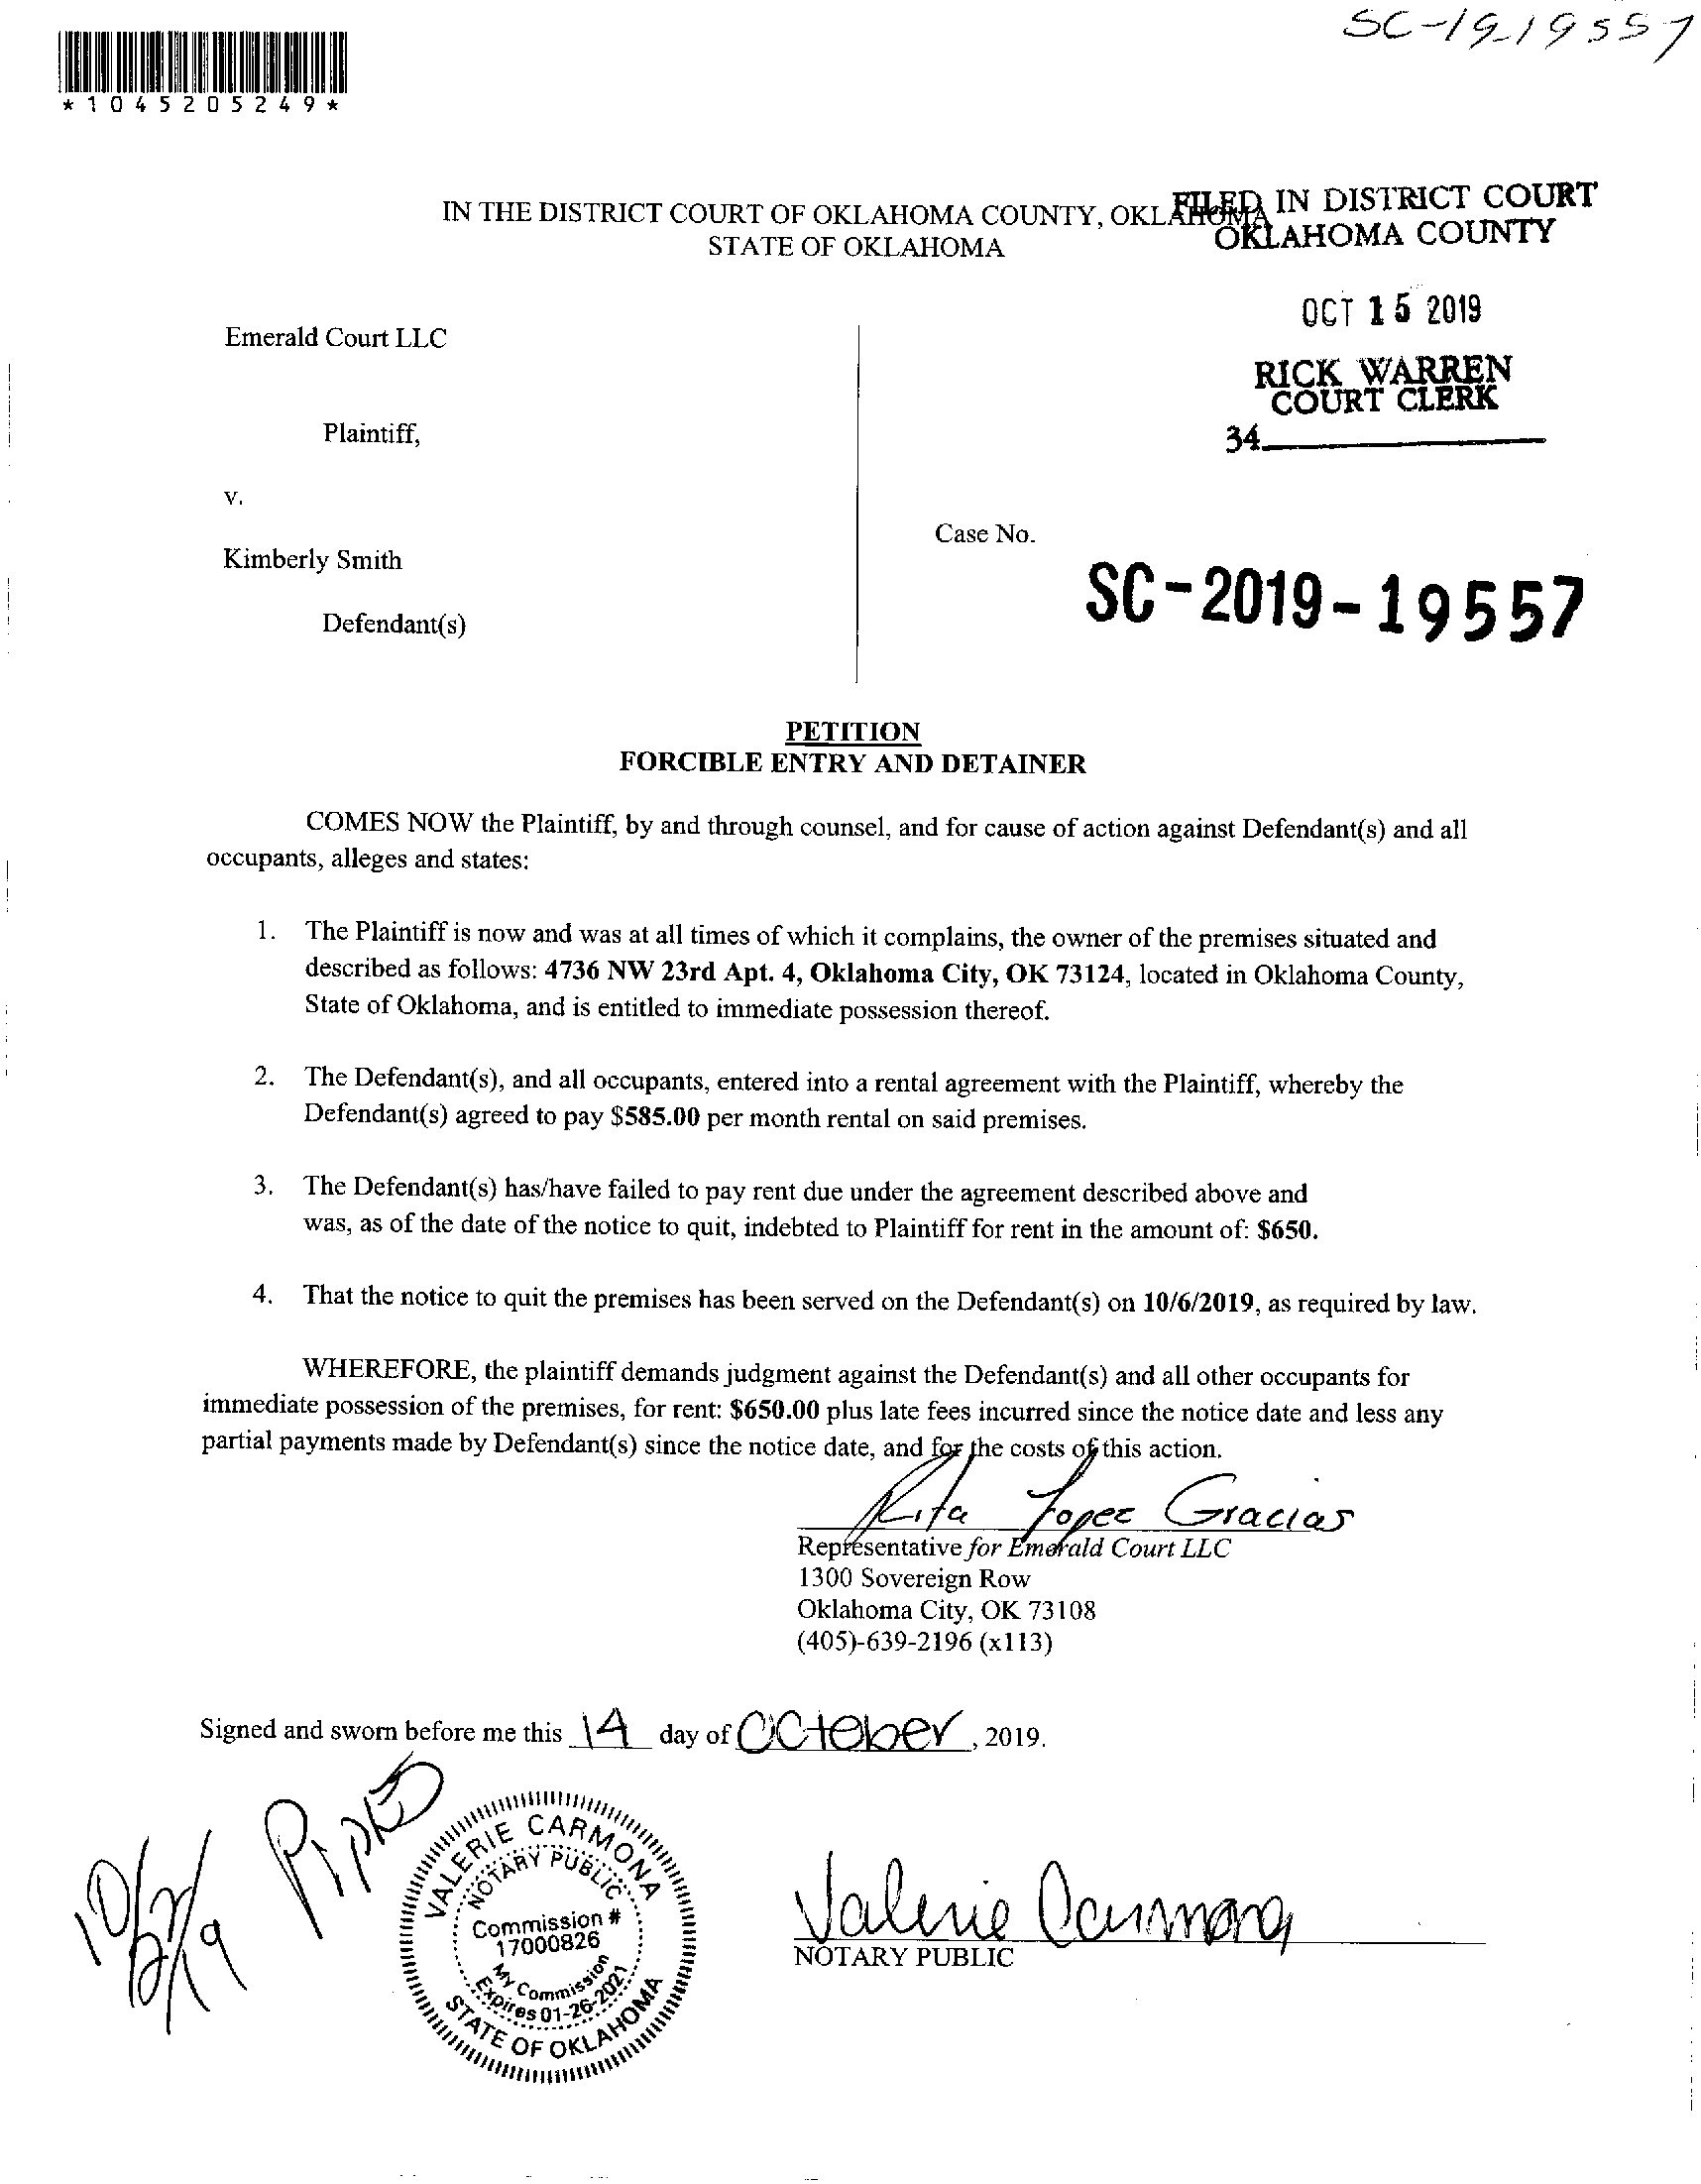 SC-19-19557
*1045205249*
IN THE DISTRICT COURT OF OKLAHOMA COUNTY, OKLAHOMA
STATE OF OKLAHOMA
FILED IN DISTRICT COURT
OKLAHOMA COUNTY
OCT 15 2019
RICK WARREN
COURT CLERK
34
Emerald Court LLC
Plaintiff,
v.
Kimberly Smith
Defendant(s)
Case No.
SC-2019-19557
PETITION
FORCIBLE ENTRY AND DETAINER
COMES NOW the Plaintiff, by and through counsel, and for cause of action against Defendant(s) and all
occupants, alleges and states:
1. The Plaintiff is now and was at all times of which it complains, the owner of the premises situated and
described as follows: 4736 NW 23rd Apt. 4, Oklahoma City, OK 73124, located in Oklahoma County,
State of Oklahoma, and is entitled to immediate possession thereof.
2. The Defendant(s), and all occupants, entered into a rental agreement with the Plaintiff, whereby the
Defendant(s) agreed to pay $585.00 per month rental on said premises.
3. The Defendant(s) has/have failed to pay rent due under the agreement described above and
was, as of the date of the notice to quit, indebted to Plaintiff for rent in the amount of: $650.
4. That the notice to quit the premises has been served on the Defendant(s) on 10/6/2019, as required by law.
WHEREFORE, the plaintiff demands judgment against the Defendant(s) and all other occupants for
immediate possession of the premises, for rent: $650.00 plus late fees incurred since the notice date and less any
partial payments made by Defendant(s) since the notice date, and for the costs of this action.
Rita Lopez Gracias
Representative for Emerald Court LLC
1300 Sovereign Row
Oklahoma City, OK 73108
(405)-639-2196 (x113)
Signed and sworn before me this 14 day of OCtober, 2019.
VALERIE CARMONA
NOTARY PUBLIC
Commission #
17000826
My Commission
Expires 01-26-2021
STATE OF OKLAHOMA
Valerie Carmona
NOTARY PUBLIC